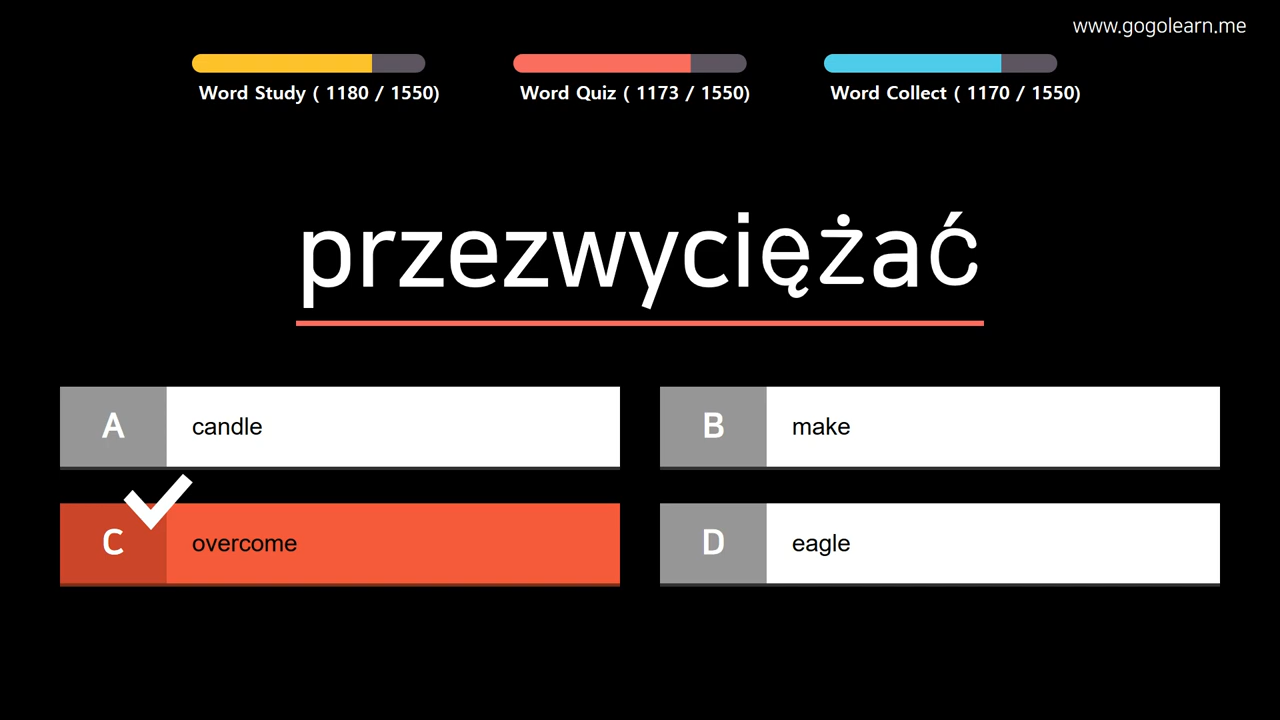 www.gogolearn.me
Word Study ( 1180 / 1550)
Word Quiz ( 1173 / 1550)
Word Collect ( 1170 / 1550)
przezwyciężać
A candle
B make
C overcome
D eagle